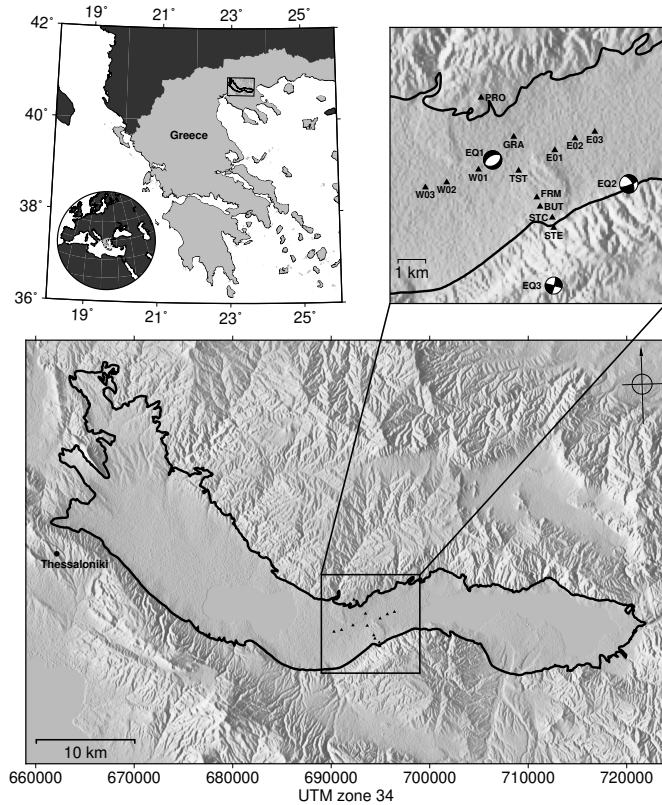 42˚
40˚
38˚
36˚
19˚
21˚
23˚
25˚
Greece
18˚
19˚
21˚
23˚
25˚
PRO
GRA
E02
E03
EQ1
E01
W01
TST
W02
W03
EQ2
FRM
BUT
STC
STE
1 km
EQ3
Thessaloniki
10 km
660000
670000
680000
690000
700000
710000
720000
UTM zone 34